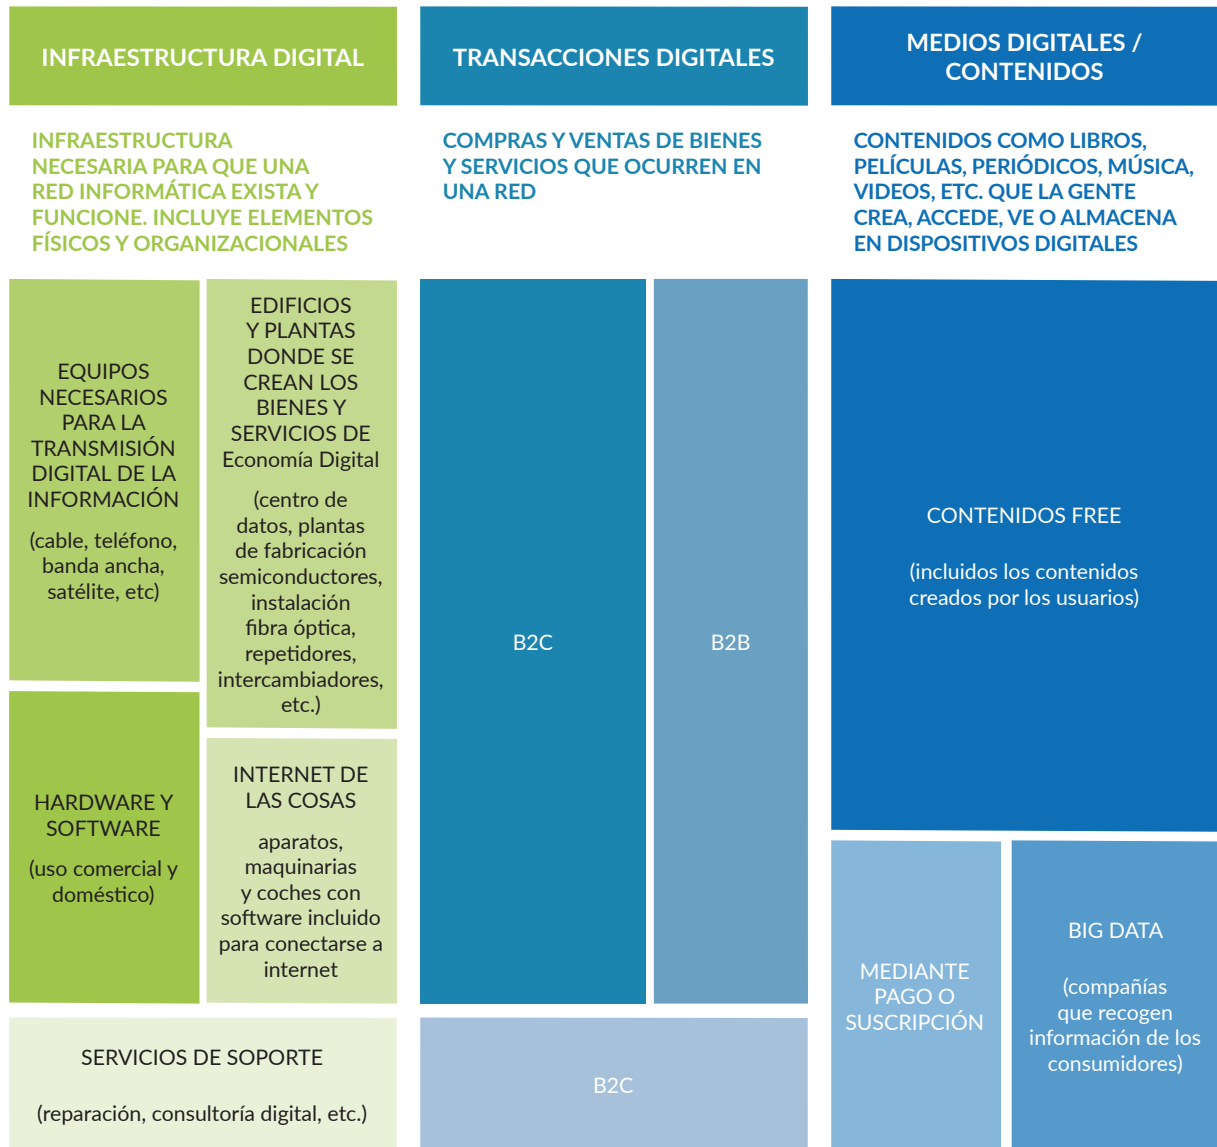 INFRAESTRUCTURA DIGITAL
INFRAESTRUCTURA
NECESARIA PARA QUE UNA
RED INFORMÁTICA EXISTA Y
FUNCIONE. INCLUYE ELEMENTOS
FÍSICOS Y ORGANIZACIONALES
EQUIPOS
NECESARIOS
PARA LA
TRANSMISIÓN
DIGITAL DE LA
INFORMACIÓN
(cable, teléfono,
banda ancha,
satélite, etc)
EDIFICIOS
Y PLANTAS
DONDE SE
CREAN LOS
BIENES Y
SERVICIOS DE
Economía Digital
(centro de
datos, plantas
de fabricación
semiconductores,
instalación
fibra óptica,
repetidores,
intercambiadores,
etc.)
HARDWARE Y
SOFTWARE
(uso comercial y
doméstico)
INTERNET DE
LAS COSAS
aparatos,
maquinarias
y coches con
software incluido
para conectarse a
internet
SERVICIOS DE SOPORTE
(reparación, consultoría digital, etc.)
TRANSACCIONES DIGITALES
COMPRAS Y VENTAS DE BIENES
Y SERVICIOS QUE OCURREN EN
UNA RED
B2C
B2B
B2C
MEDIOS DIGITALES /
CONTENIDOS
CONTENIDOS COMO LIBROS,
PELÍCULAS, PERIÓDICOS, MÚSICA,
VIDEOS, ETC. QUE LA GENTE
CREA, ACCEDE, VE O ALMACENA
EN DISPOSITIVOS DIGITALES
CONTENIDOS FREE
(incluidos los contenidos
creados por los usuarios)
MEDIANTE
PAGO O
SUSCRIPCIÓN
BIG DATA
(compañías
que recogen
información de los
consumidores)